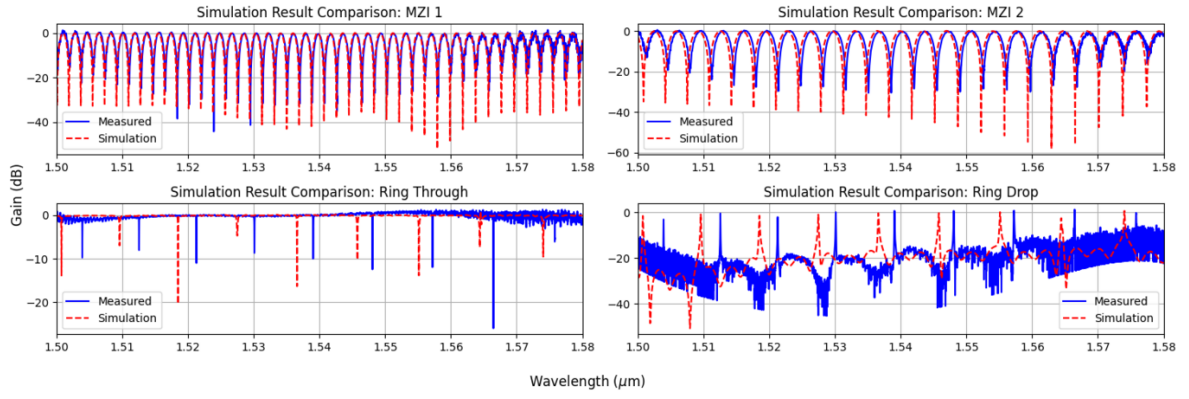 Simulation Result Comparison: MZI 1
0
−20
−40
Measured
Simulation
1.50 1.51 1.52 1.53 1.54 1.55 1.56 1.57 1.58
Simulation Result Comparison: MZI 2
0
−20
−40
−60
Measured
Simulation
1.50 1.51 1.52 1.53 1.54 1.55 1.56 1.57 1.58
Gain (dB)
Simulation Result Comparison: Ring Through
0
−10
−20
Measured
Simulation
1.50 1.51 1.52 1.53 1.54 1.55 1.56 1.57 1.58
Simulation Result Comparison: Ring Drop
0
−20
−40
Measured
Simulation
1.50 1.51 1.52 1.53 1.54 1.55 1.56 1.57 1.58
Wavelength (μm)